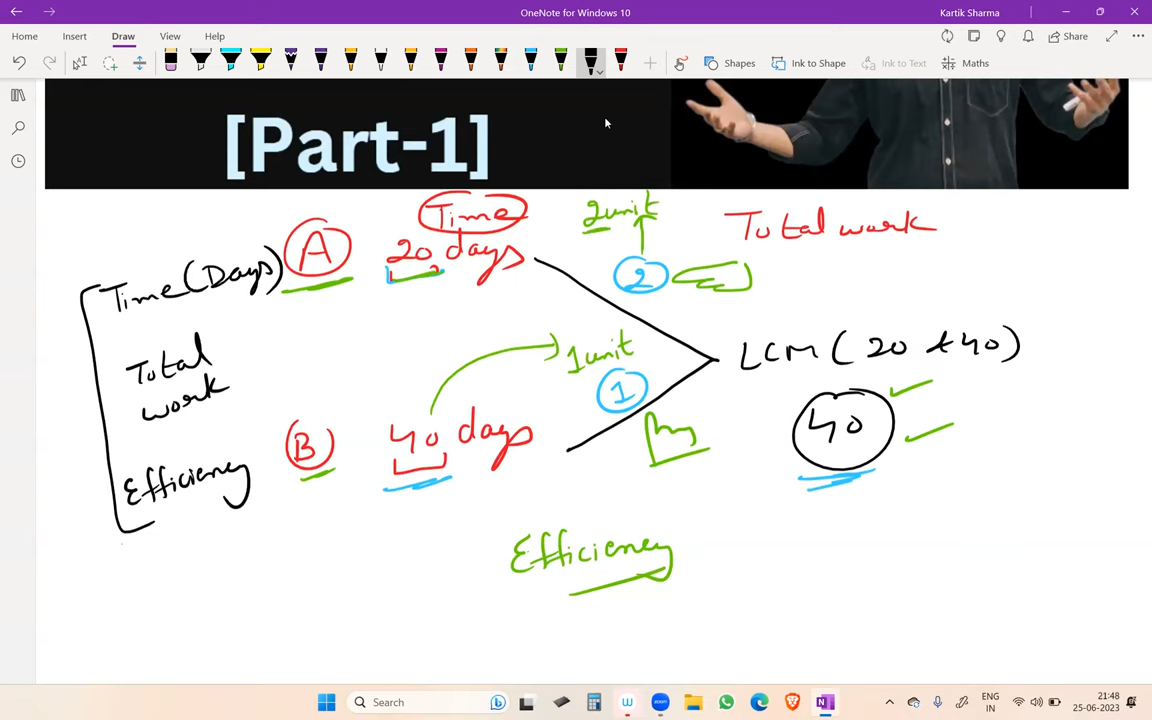 OneNote for Windows 10
Kartik Sharma
Home Insert Draw View Help
Share
Shapes Ink to Shape Ink to Text Maths
[Part-1]
Time 2unit Total work
A 20 days 2
Time (Days)
1unit LCM (20 & 40)
Total
work
1
B 40 days 40
Efficiency
Efficiency
Search
ENG
IN
21:48
25-06-2023